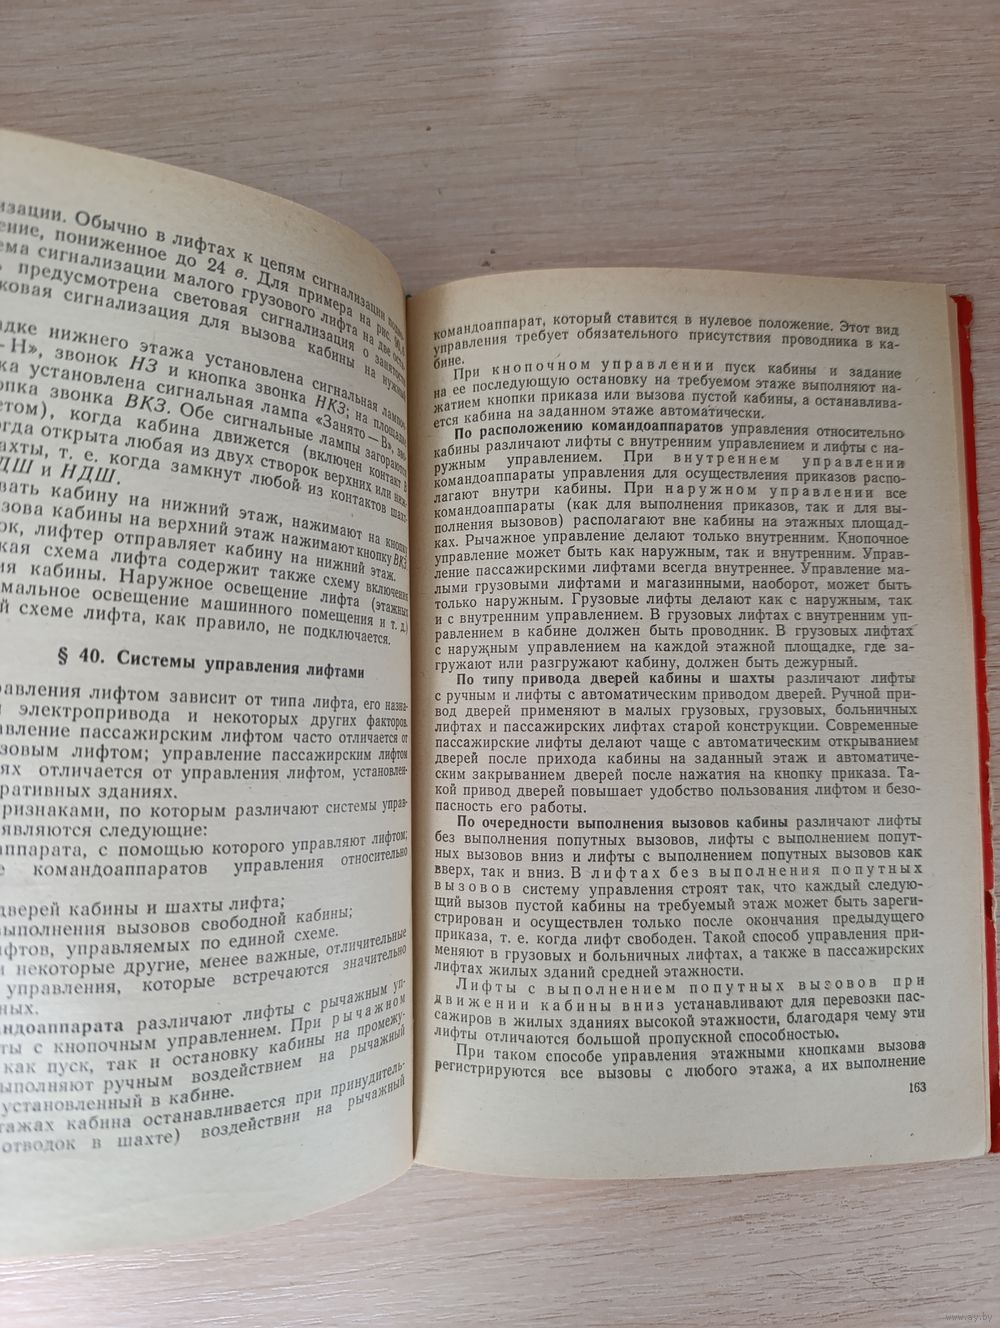 изации. Обычно в лифтах к цепям сигнализации
ение, пониженное до 24 в. Для примера на рис.
ема сигнализации малого грузового лифта на две
предусмотрена световая сигнализация о занятости
ковая сигнализация для вызова кабины на нужный
адке нижнего этажа установлена сигнальная лампочка
– Н», звонок НЗ и кнопка звонка НКЗ; на площадке
ка установлена сигнальная лампа «Занято — В»,
опка звонка ВКЗ. Обе сигнальные лампы загораются
етом), когда кабина движется (включен контакт
огда открыта любая из двух створок верхних или
ахты, т. е. когда замкнут любой из контактов
ДШ и НДШ.
вать кабину на нижний этаж, нажимают на кнопку
ызова кабины на верхний этаж нажимают кнопку ВКЗ.
ок, лифтер отправляет кабину на нижний этаж.
кая схема лифта содержит также схему включения
ия кабины. Наружное освещение лифта (этажных
мальное освещение машинного помещения и т. д.)
й схеме лифта, как правило, не подключается.
§ 40. Системы управления лифтами
равления лифтом зависит от типа лифта, его назна-
и электропривода и некоторых других факторов.
авление пассажирским лифтом часто отличается от
узовым лифтом; управление пассажирским лифтом
ях отличается от управления лифтом, установлен-
ративных зданиях.
ризнаками, по которым различают системы управ-
являются следующие:
аппарата, с помощью которого управляют лифтом;
е командоаппаратов управления относительно
дверей кабины и шахты лифта;
выполнения вызовов свободной кабины;
ифтов, управляемых по единой схеме.
и некоторые другие, менее важные, отличительные
управления, которые встречаются значительно
ных.
андоаппарата различают лифты с рычажным уп-
ты с кнопочным управлением. При рычажном
как пуск, так и остановку кабины на промежу-
выполняют ручным воздействием на рычажный
установленный в кабине.
тажах кабина останавливается при принудитель-
отводок в шахте) воздействии на рычажный
командоаппарат, который ставится в нулевое положение. Этот вид
управления требует обязательного присутствия проводника в ка-
бине.
При кнопочном управлении пуск кабины и задание
на ее последующую остановку на требуемом этаже выполняют на-
жатием кнопки приказа или вызова пустой кабины, а останавлива-
ется кабина на заданном этаже автоматически.
По расположению командоаппаратов управления относительно
кабины различают лифты с внутренним управлением и лифты с на-
ружным управлением. При внутреннем управлении
командоаппараты управления для осуществления приказов распо-
лагают внутри кабины. При наружном управлении все
командоаппараты (как для выполнения приказов, так и для вы-
полнения вызовов) располагают вне кабины на этажных площад-
ках. Рычажное управление делают только внутренним. Кнопочное
управление может быть как наружным, так и внутренним. Управ-
ление пассажирскими лифтами всегда внутреннее. Управление ма-
лыми грузовыми лифтами и магазинными, наоборот, может быть
только наружным. Грузовые лифты делают как с наружным, так
и с внутренним управлением. В грузовых лифтах с внутренним уп-
равлением в кабине должен быть проводник. В грузовых лифтах
с наружным управлением на каждой этажной площадке, где за-
гружают или разгружают кабину, должен быть дежурный.
По типу привода дверей кабины и шахты различают лифты
с ручным и лифты с автоматическим приводом дверей. Ручной при-
вод дверей применяют в малых грузовых, грузовых, больничных
лифтах и пассажирских лифтах старой конструкции. Современные
пассажирские лифты делают чаще с автоматическим открыванием
дверей после прихода кабины на заданный этаж и автоматиче-
ским закрыванием дверей после нажатия на кнопку приказа. Та-
кой привод дверей повышает удобство пользования лифтом и безо-
пасность его работы.
По очередности выполнения вызовов кабины различают лифты
без выполнения попутных вызовов, лифты с выполнением попут-
ных вызовов вниз и лифты с выполнением попутных вызовов как
вверх, так и вниз. В лифтах без выполнения попутных
вызовов систему управления строят так, что каждый следую-
щий вызов пустой кабины на требуемый этаж может быть зареги-
стрирован и осуществлен только после окончания предыдущего
приказа, т. е. когда лифт свободен. Такой способ управления при-
меняют в грузовых и больничных лифтах, а также в пассажирских
лифтах жилых зданий средней этажности.
Лифты с выполнением попутных вызовов при
движении кабины вниз устанавливают для перевозки пас-
сажиров в жилых зданиях высокой этажности, благодаря чему эти
лифты отличаются большой пропускной способностью.
При таком способе управления этажными кнопками вызова
регистрируются все вызовы с любого этажа, а их выполнение
163
www.ay.by